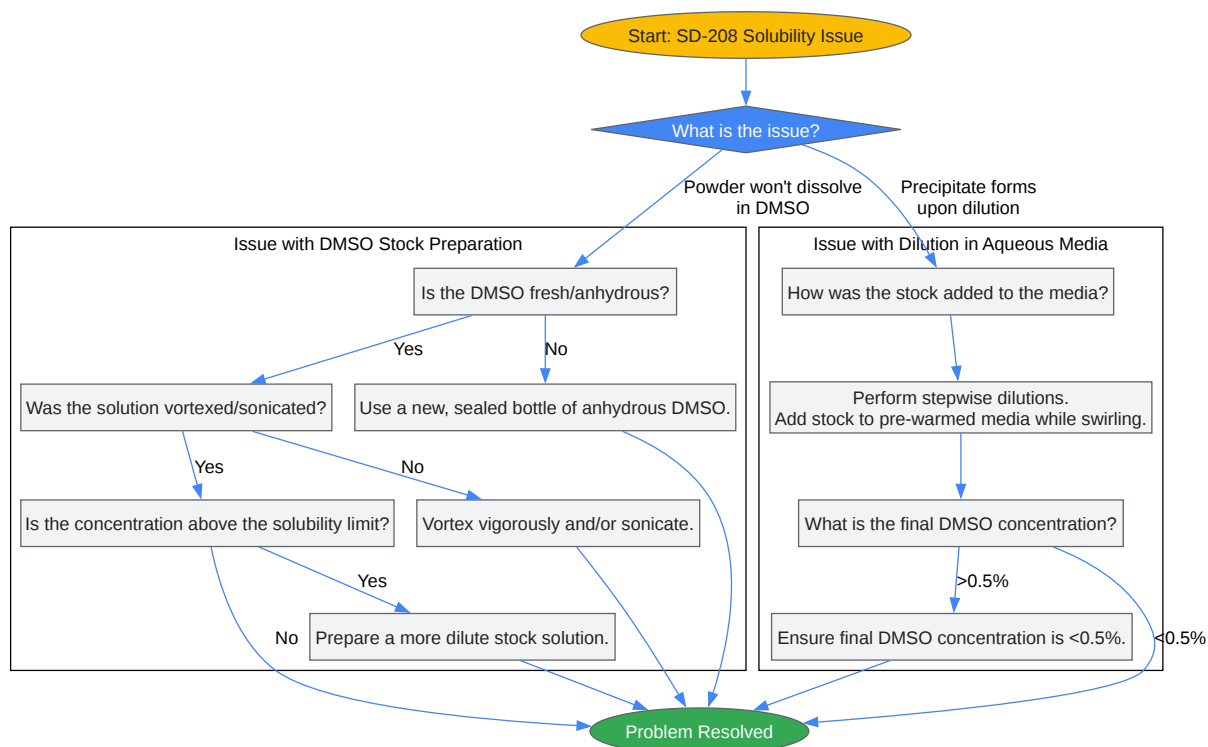 Start: SD-208 Solubility Issue
What is the issue?
Powder won't dissolve
in DMSO
Precipitate forms
upon dilution
Issue with DMSO Stock Preparation
Issue with Dilution in Aqueous Media
Is the DMSO fresh/anhydrous?
How was the stock added to the media?
Yes
No
Was the solution vortexed/sonicated?
Use a new, sealed bottle of anhydrous DMSO.
Perform stepwise dilutions.
Add stock to pre-warmed media while swirling.
Yes
No
Is the concentration above the solubility limit?
Vortex vigorously and/or sonicate.
What is the final DMSO concentration?
Yes
>0.5%
No
Prepare a more dilute stock solution.
Ensure final DMSO concentration is <0.5%.
<0.5%
Problem Resolved